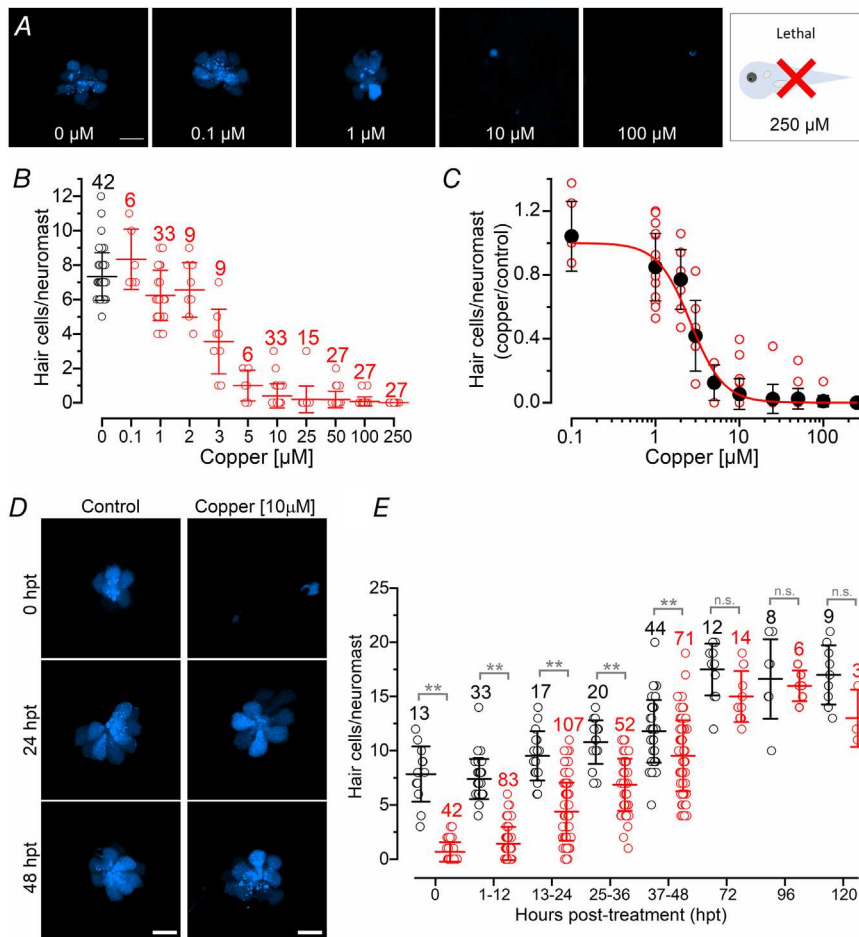 A
0 µM
0.1 µM
1 µM
10 µM
100 µM
Lethal
250 µM
B
Hair cells/neuromast
12
10
8
6
4
2
0
42
6
33
9
9
6
33
15
27
27
27
0
0.1
1
2
3
5
10
25
50
100
250
Copper [µM]
C
Hair cells/neuromast
(copper/control)
1.2
0.8
0.4
0.0
0.1
1
10
100
Copper [µM]
D
Control
Copper [10µM]
0 hpt
24 hpt
48 hpt
E
Hair cells/neuromast
25
20
15
10
5
0
**
**
**
**
**
n.s.
n.s.
n.s.
13
42
33
83
17
107
20
52
44
71
12
14
8
6
9
3
0
1-12
13-24
25-36
37-48
72
96
120
Hours post-treatment (hpt)